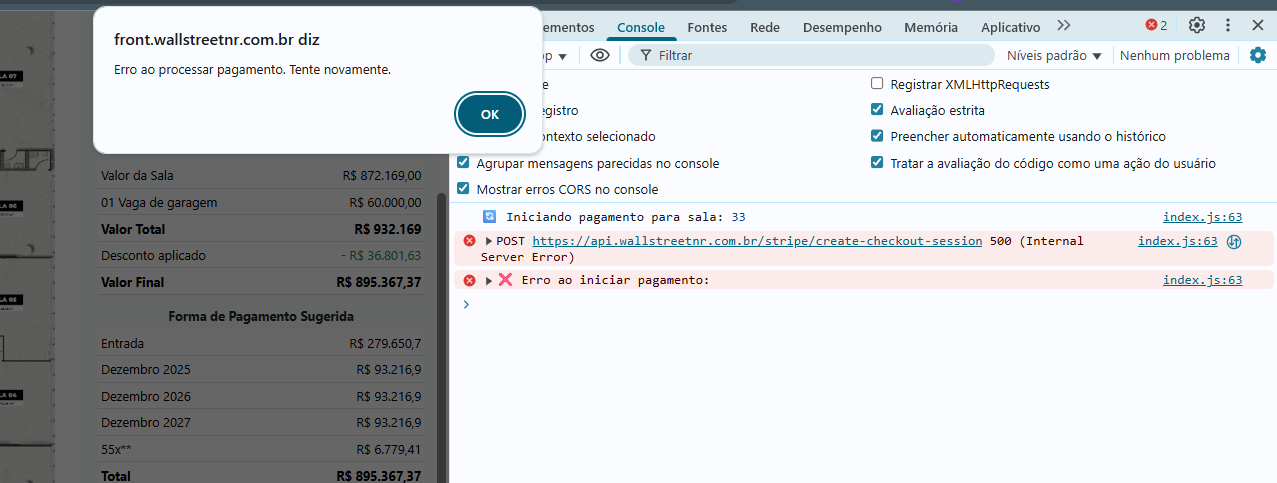 front.wallstreetnr.com.br diz
Erro ao processar pagamento. Tente novamente.
OK
LA 07
LA 06
LA 05
LA 04
Valor da Sala R$ 872.169,00
01 Vaga de garagem R$ 60.000,00
Valor Total R$ 932.169
Desconto aplicado - R$ 36.801,63
Valor Final R$ 895.367,37
Forma de Pagamento Sugerida
Entrada R$ 279.650,7
Dezembro 2025 R$ 93.216,9
Dezembro 2026 R$ 93.216,9
Dezembro 2027 R$ 93.216,9
55x** R$ 6.779,41
Total R$ 895.367,37
ementos Console Fontes Rede Desempenho Memória Aplicativo 2
op Filtrar Níveis padrão Nenhum problema
e Registrar XMLHttpRequests
egistro Avaliação estrita
ontexto selecionado Preencher automaticamente usando o histórico
Agrupar mensagens parecidas no console Tratar a avaliação do código como uma ação do usuário
Mostrar erros CORS no console
Iniciando pagamento para sala: 33 index.js:63
POST https://api.wallstreetnr.com.br/stripe/create-checkout-session 500 (Internal index.js:63
Server Error)
Erro ao iniciar pagamento: index.js:63